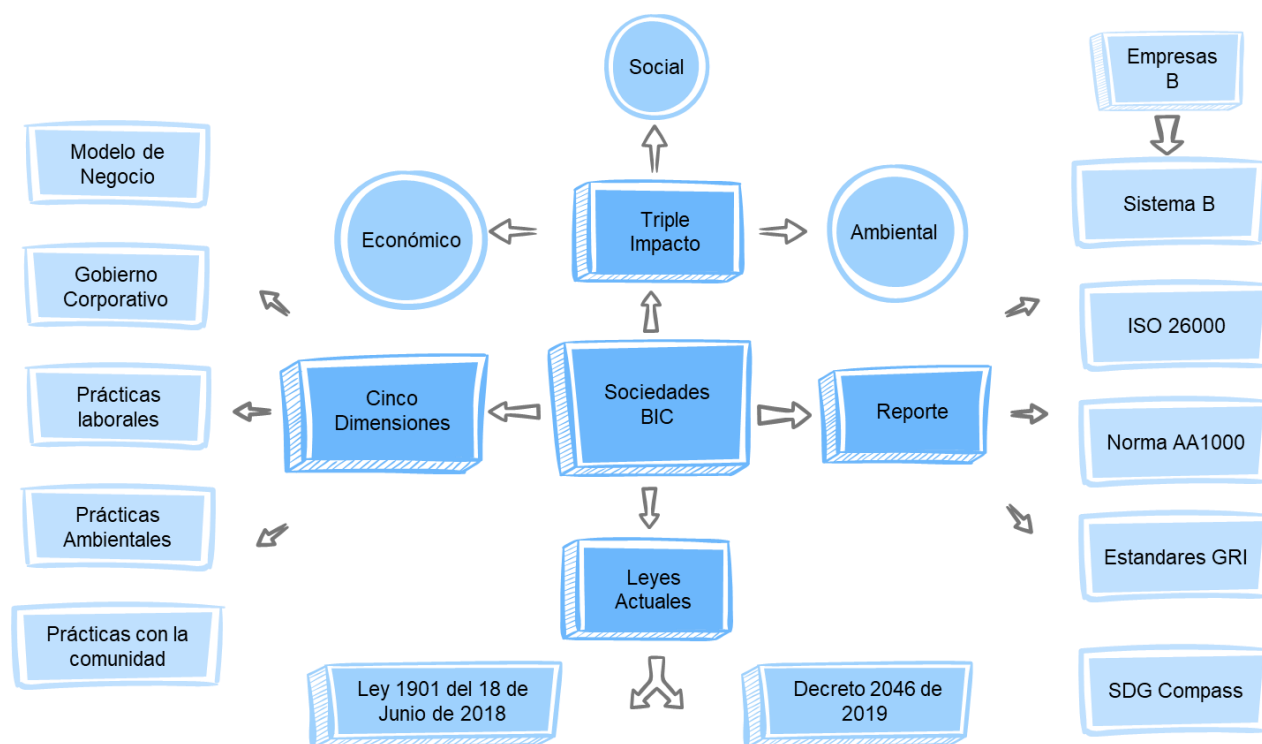 Social
Empresas
B
Modelo de
Negocio
Sistema B
Triple
Impacto
Económico
Ambiental
Gobierno
Corporativo
ISO 26000
Prácticas
laborales
Cinco
Dimensiones
Sociedades
BIC
Reporte
Norma AA1000
Prácticas
Ambientales
Estandares GRI
Leyes
Actuales
Prácticas con la
comunidad
Ley 1901 del 18 de
Junio de 2018
Decreto 2046 de
2019
SDG Compass